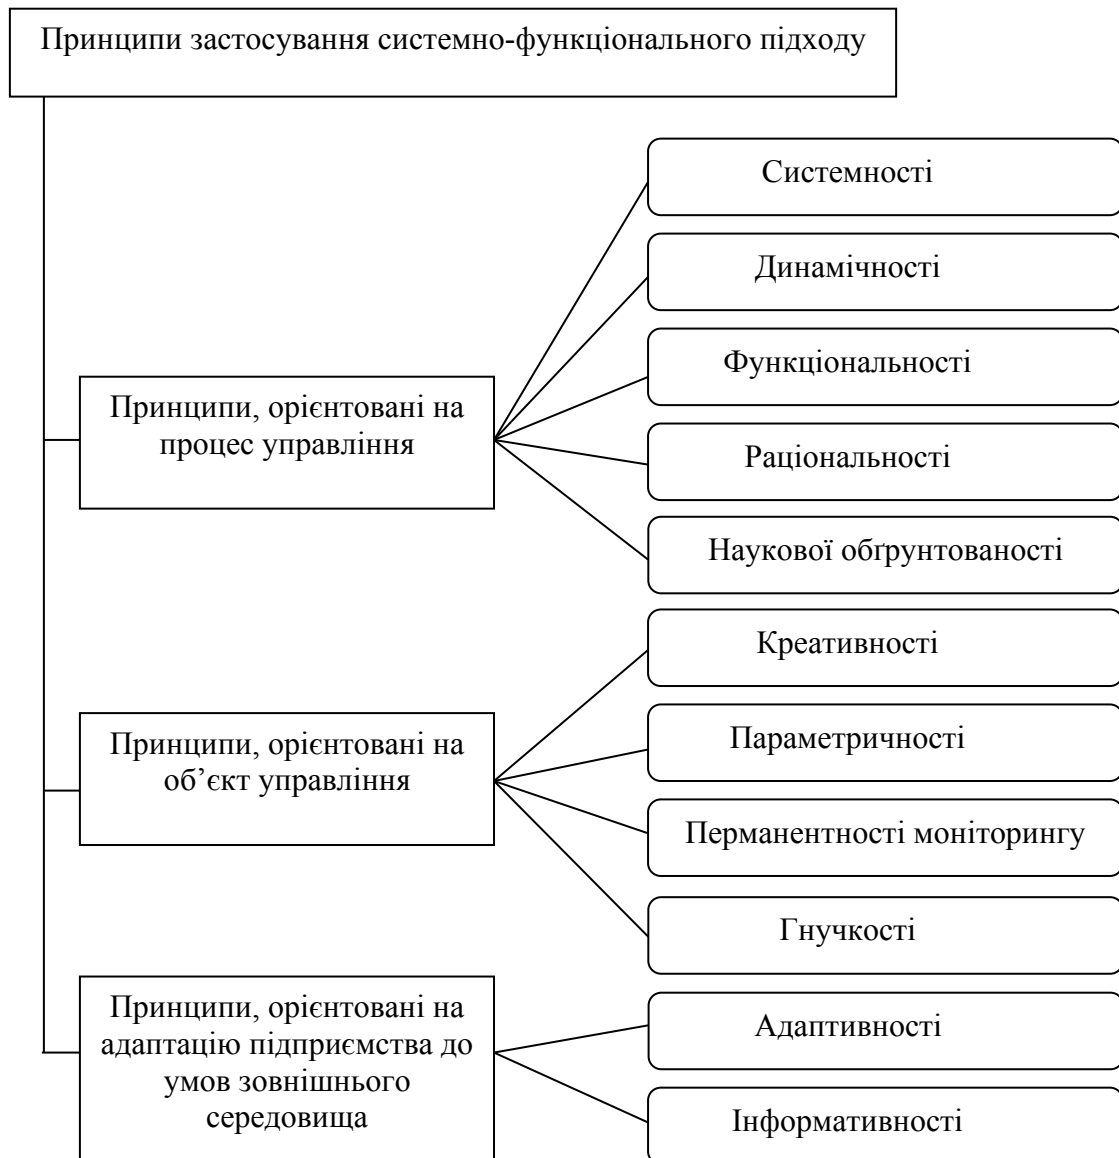 Принципи застосування системно-функціонального підходу
Системності
Динамічності
Функціональності
Принципи, орієнтовані на
процес управління
Раціональності
Наукової обґрунтованості
Креативності
Принципи, орієнтовані на
об’єкт управління
Параметричності
Перманентності моніторингу
Гнучкості
Принципи, орієнтовані на
адаптацію підприємства до
умов зовнішнього
середовища
Адаптивності
Інформативності